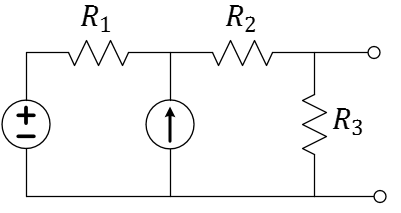 R₁ R₂
+
−
R₃